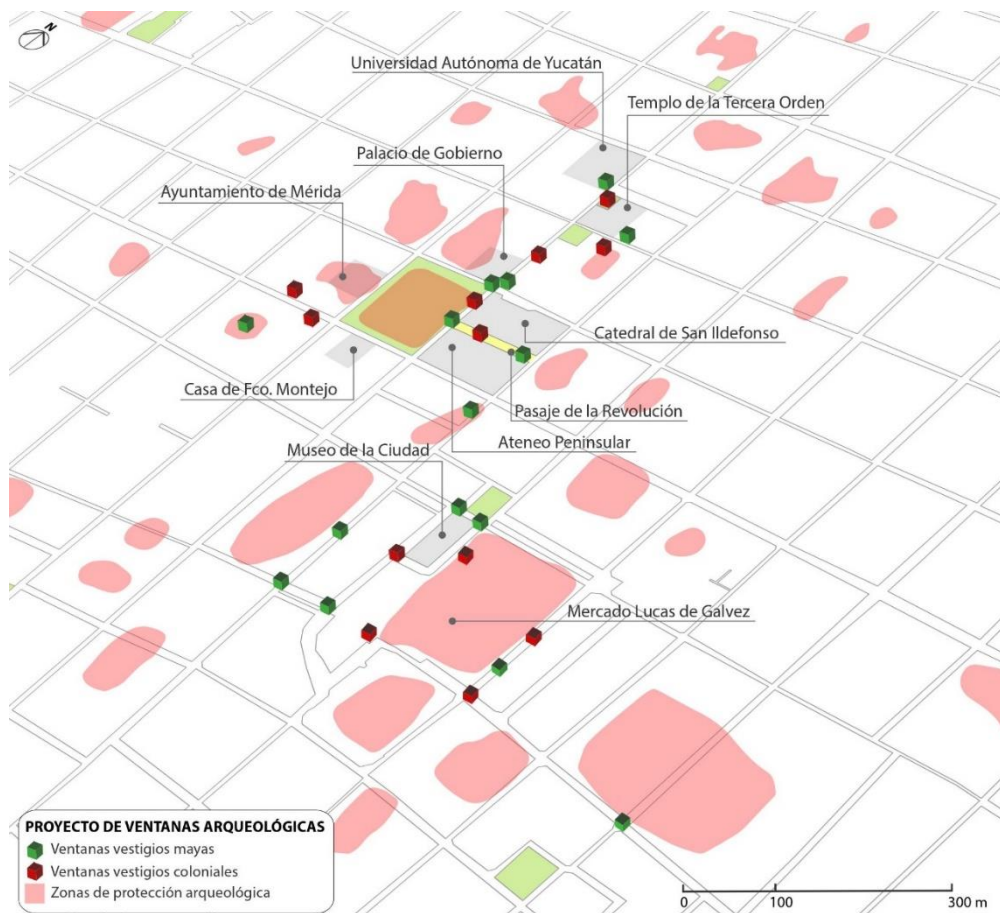 N
Universidad Autónoma de Yucatán
Templo de la Tercera Orden
Palacio de Gobierno
Ayuntamiento de Mérida
Catedral de San Ildefonso
Casa de Fco. Montejo
Pasaje de la Revolución
Ateneo Peninsular
Museo de la Ciudad
Mercado Lucas de Galvez
PROYECTO DE VENTANAS ARQUEOLÓGICAS
Ventanas vestigios mayas
Ventanas vestigios coloniales
Zonas de protección arqueológica
0 100 300 m